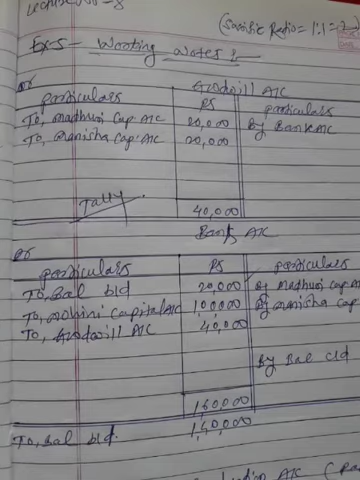 (Sacrific Ratio = 1:1
Ex-5 - Working Notes
Dr Goodwill A/C
particulars Rs particulars
To, Madhuri Cap. A/C 20,000 By Bank A/C
To, Manisha Cap. A/C 20,000
Tally
40,000
Bank A/C
Dr
particulars Rs particulars
To, Bal b/d 20,000 By Madhuri Cap. A/C
To, Mohini Capital A/C 1,00,000 By Manisha Cap
To, Goodwill A/C 40,000
By Bal c/d
1,60,000
To, Bal b/d. 1,40,000
A/C